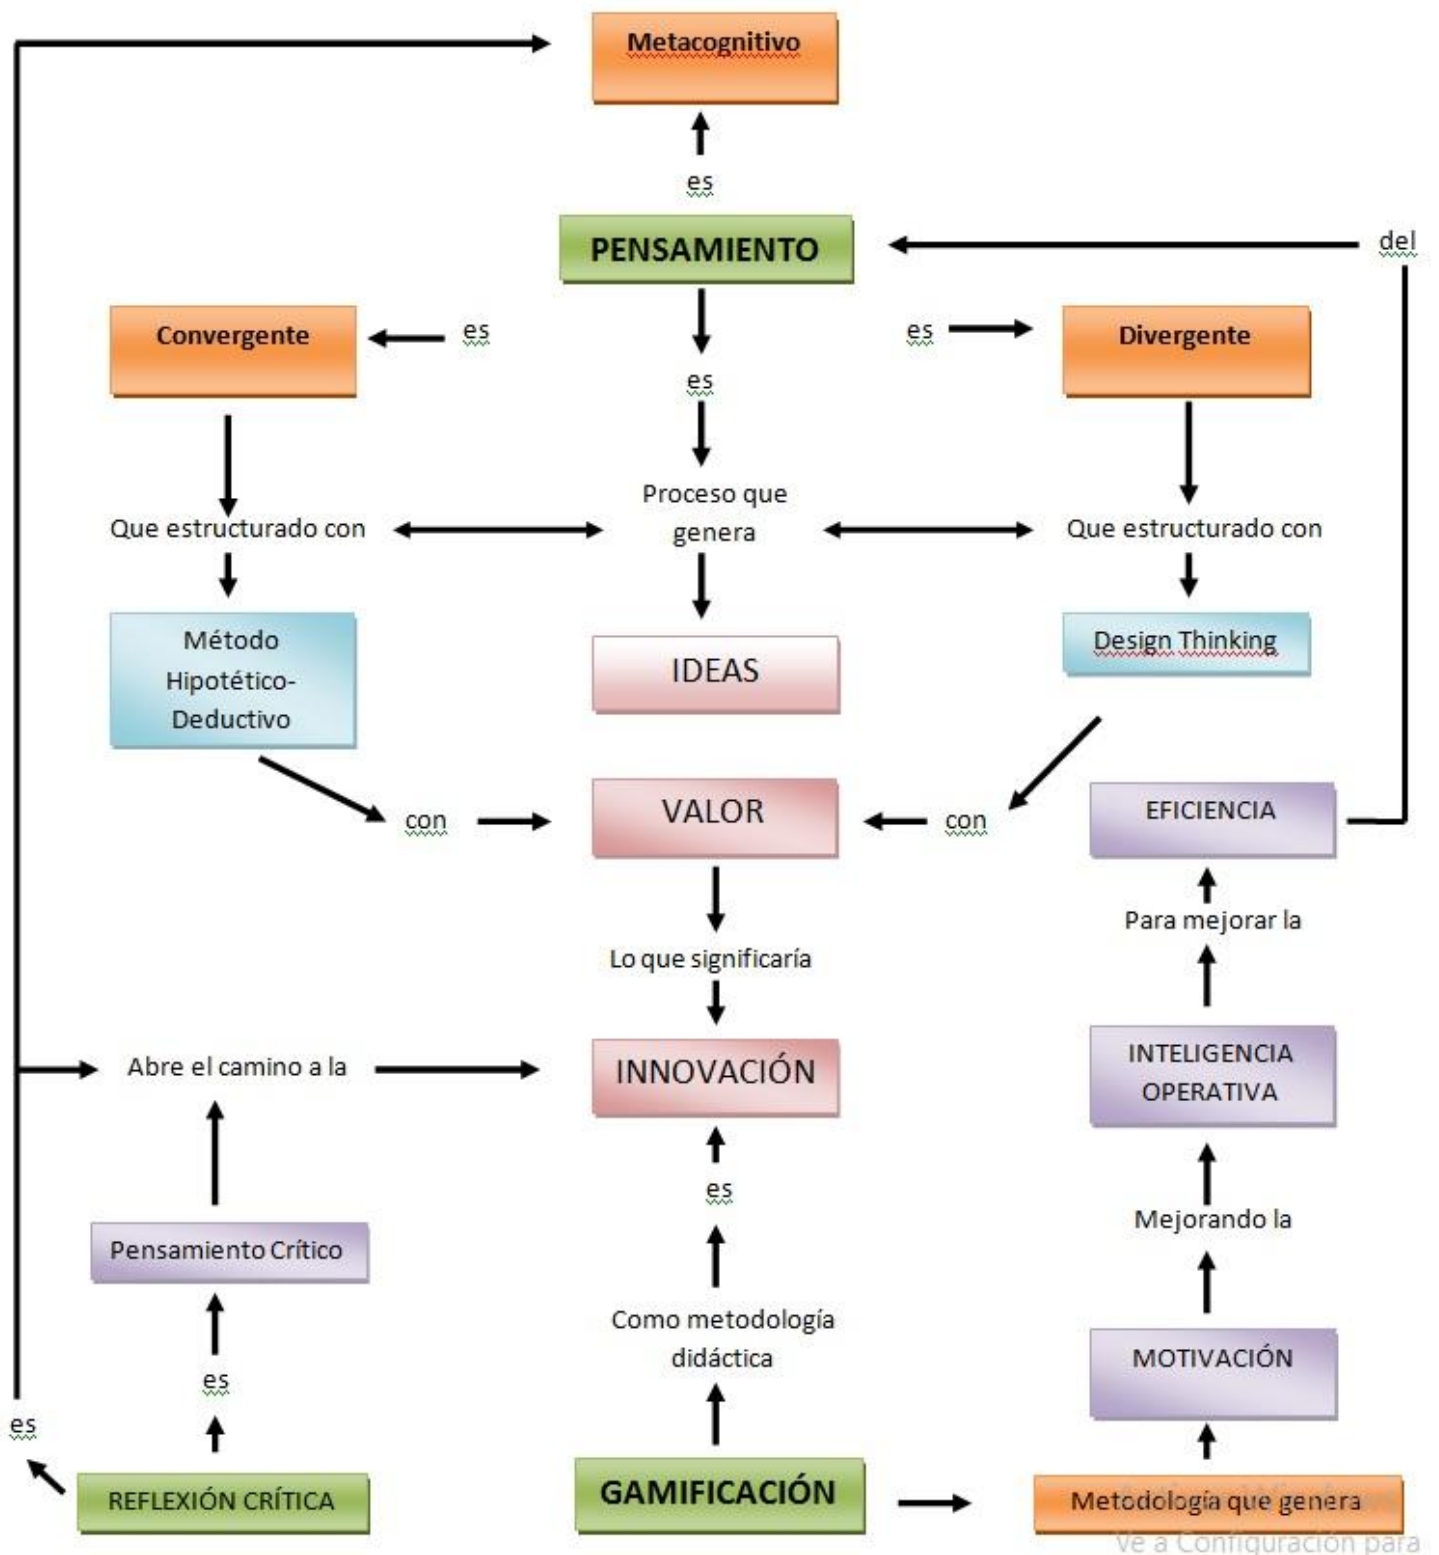 Metacognitivo
es
PENSAMIENTO
del
Convergente
es
es
Divergente
es
Proceso que
genera
Que estructurado con
Que estructurado con
Método
Hipotético-
Deductivo
IDEAS
Design Thinking
con
VALOR
con
EFICIENCIA
Para mejorar la
Lo que significaría
Abre el camino a la
INNOVACIÓN
INTELIGENCIA
OPERATIVA
es
Mejorando la
Pensamiento Crítico
Como metodología
didáctica
MOTIVACIÓN
es
es
REFLEXIÓN CRÍTICA
GAMIFICACIÓN
Metodología que genera
Ve a Configuración para